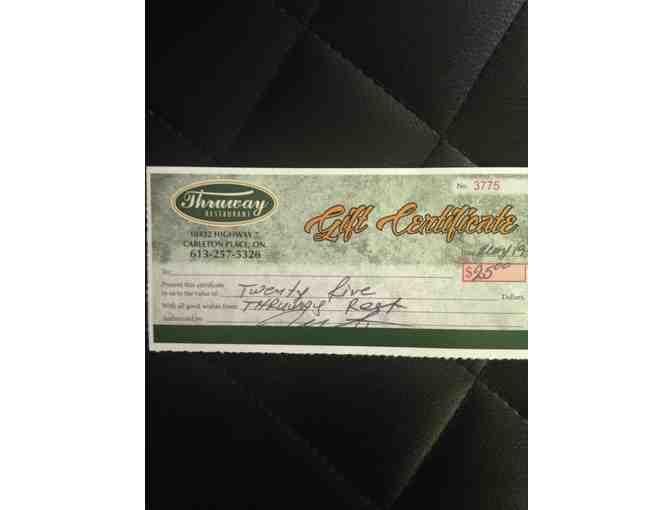 No. 3775
Thruway
RESTAURANT
Gift Certificate
10432 HIGHWAY 7,
CARLETON PLACE, ON.
613-257-5326
May 19
To:
$25.00
Present this certificate
to us to the value of: Twenty five Dollars
With all good wishes from: Thruway Rest
Authorized by: